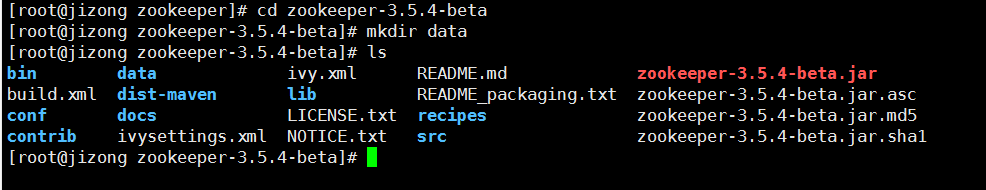 [root@jizong zookeeper]# cd zookeeper-3.5.4-beta
[root@jizong zookeeper-3.5.4-beta]# mkdir data
[root@jizong zookeeper-3.5.4-beta]# ls
bin        data             ivy.xml      README.md             zookeeper-3.5.4-beta.jar
build.xml  dist-maven       lib          README_packaging.txt  zookeeper-3.5.4-beta.jar.asc
conf       docs             LICENSE.txt  recipes               zookeeper-3.5.4-beta.jar.md5
contrib    ivysettings.xml  NOTICE.txt   src                   zookeeper-3.5.4-beta.jar.sha1
[root@jizong zookeeper-3.5.4-beta]#